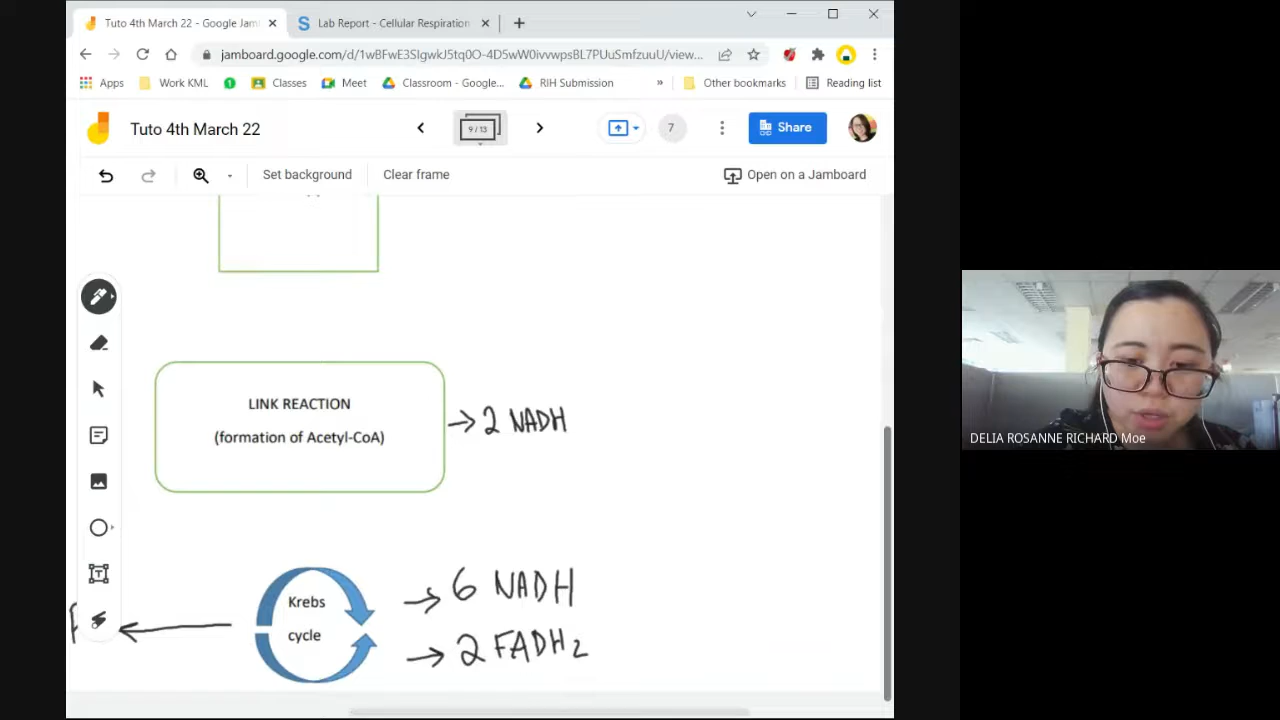 Tuto 4th March 22 - Google Jam
Lab Report - Cellular Respiration
jamboard.google.com/d/1wBFwE3SIgwkJ5tq0O-4D5wW0ivvwpsBL7PUuSmfzuuU/view...
Apps
Work KML
1
Classes
Meet
Classroom - Google...
RIH Submission
»
Other bookmarks
Reading list
Tuto 4th March 22
9 / 13
7
Share
Set background
Clear frame
Open on a Jamboard
LINK REACTION
(formation of Acetyl-CoA)
→ 2 NADH
Krebs
cycle
→ 6 NADH
→ 2 FADH2
DELIA ROSANNE RICHARD Moe